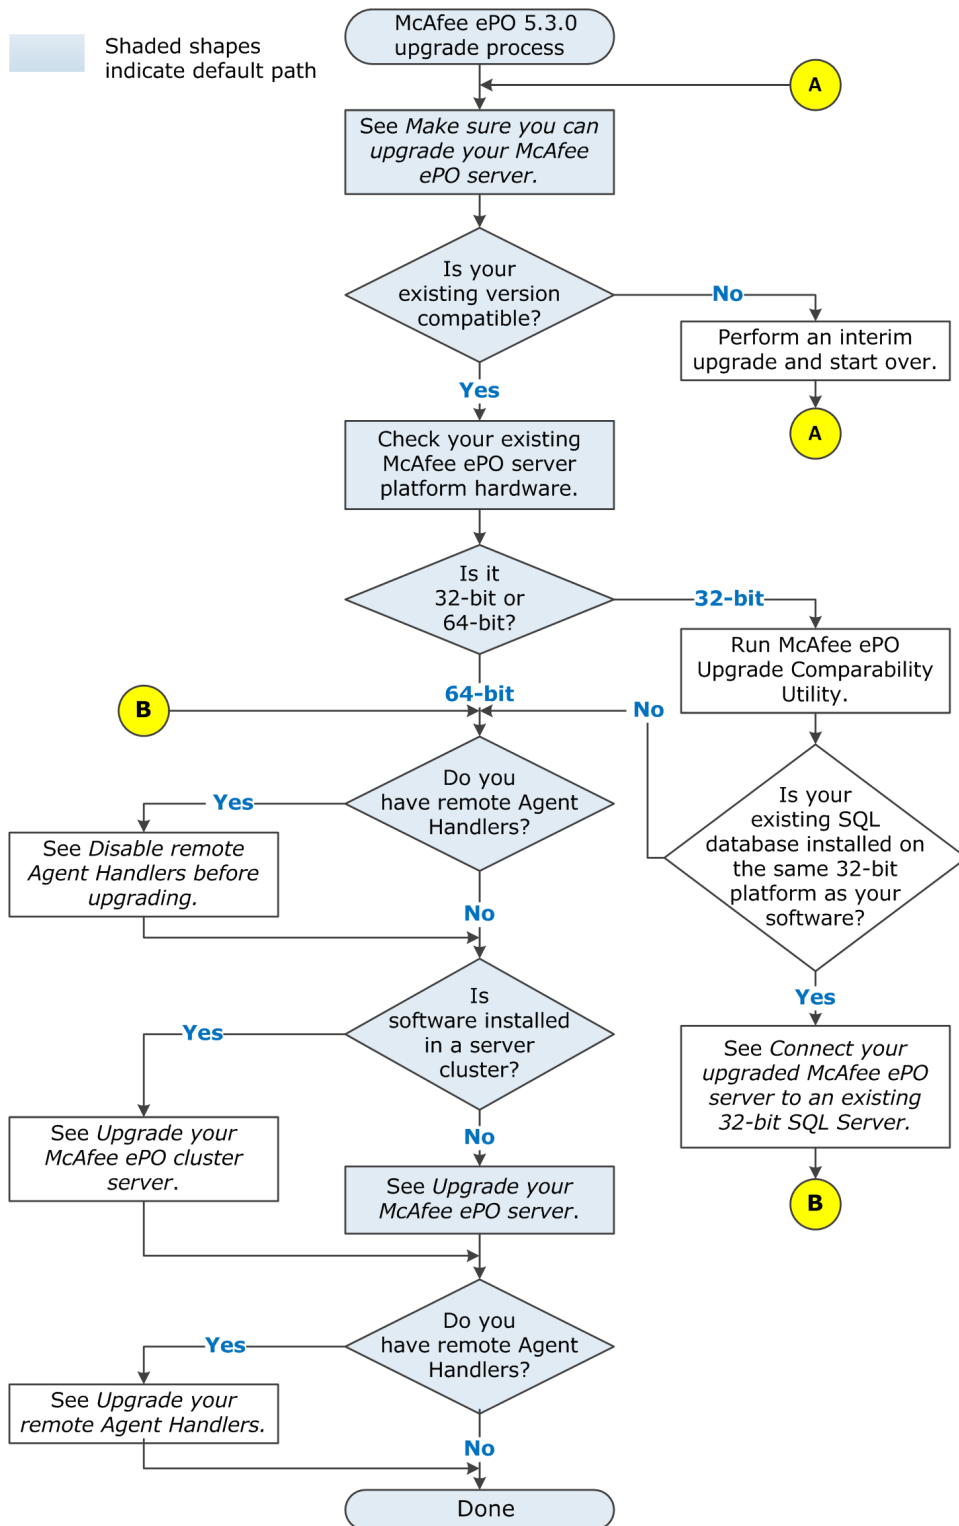 Shaded shapes
indicate default path
McAfee ePO 5.3.0
upgrade process
A
See Make sure you can
upgrade your McAfee
ePO server.
Is your
existing version
compatible?
No
Perform an interim
upgrade and start over.
A
Yes
Check your existing
McAfee ePO server
platform hardware.
Is it
32-bit or
64-bit?
32-bit
Run McAfee ePO
Upgrade Comparability
Utility.
64-bit
B
No
Is your
existing SQL
database installed on
the same 32-bit
platform as your
software?
Do you
have remote Agent
Handlers?
Yes
See Disable remote
Agent Handlers before
upgrading.
No
Yes
See Connect your
upgraded McAfee ePO
server to an existing
32-bit SQL Server.
B
Is
software installed
in a server
cluster?
Yes
See Upgrade your
McAfee ePO cluster
server.
No
See Upgrade your
McAfee ePO server.
Do you
have remote Agent
Handlers?
Yes
See Upgrade your
remote Agent Handlers.
No
Done